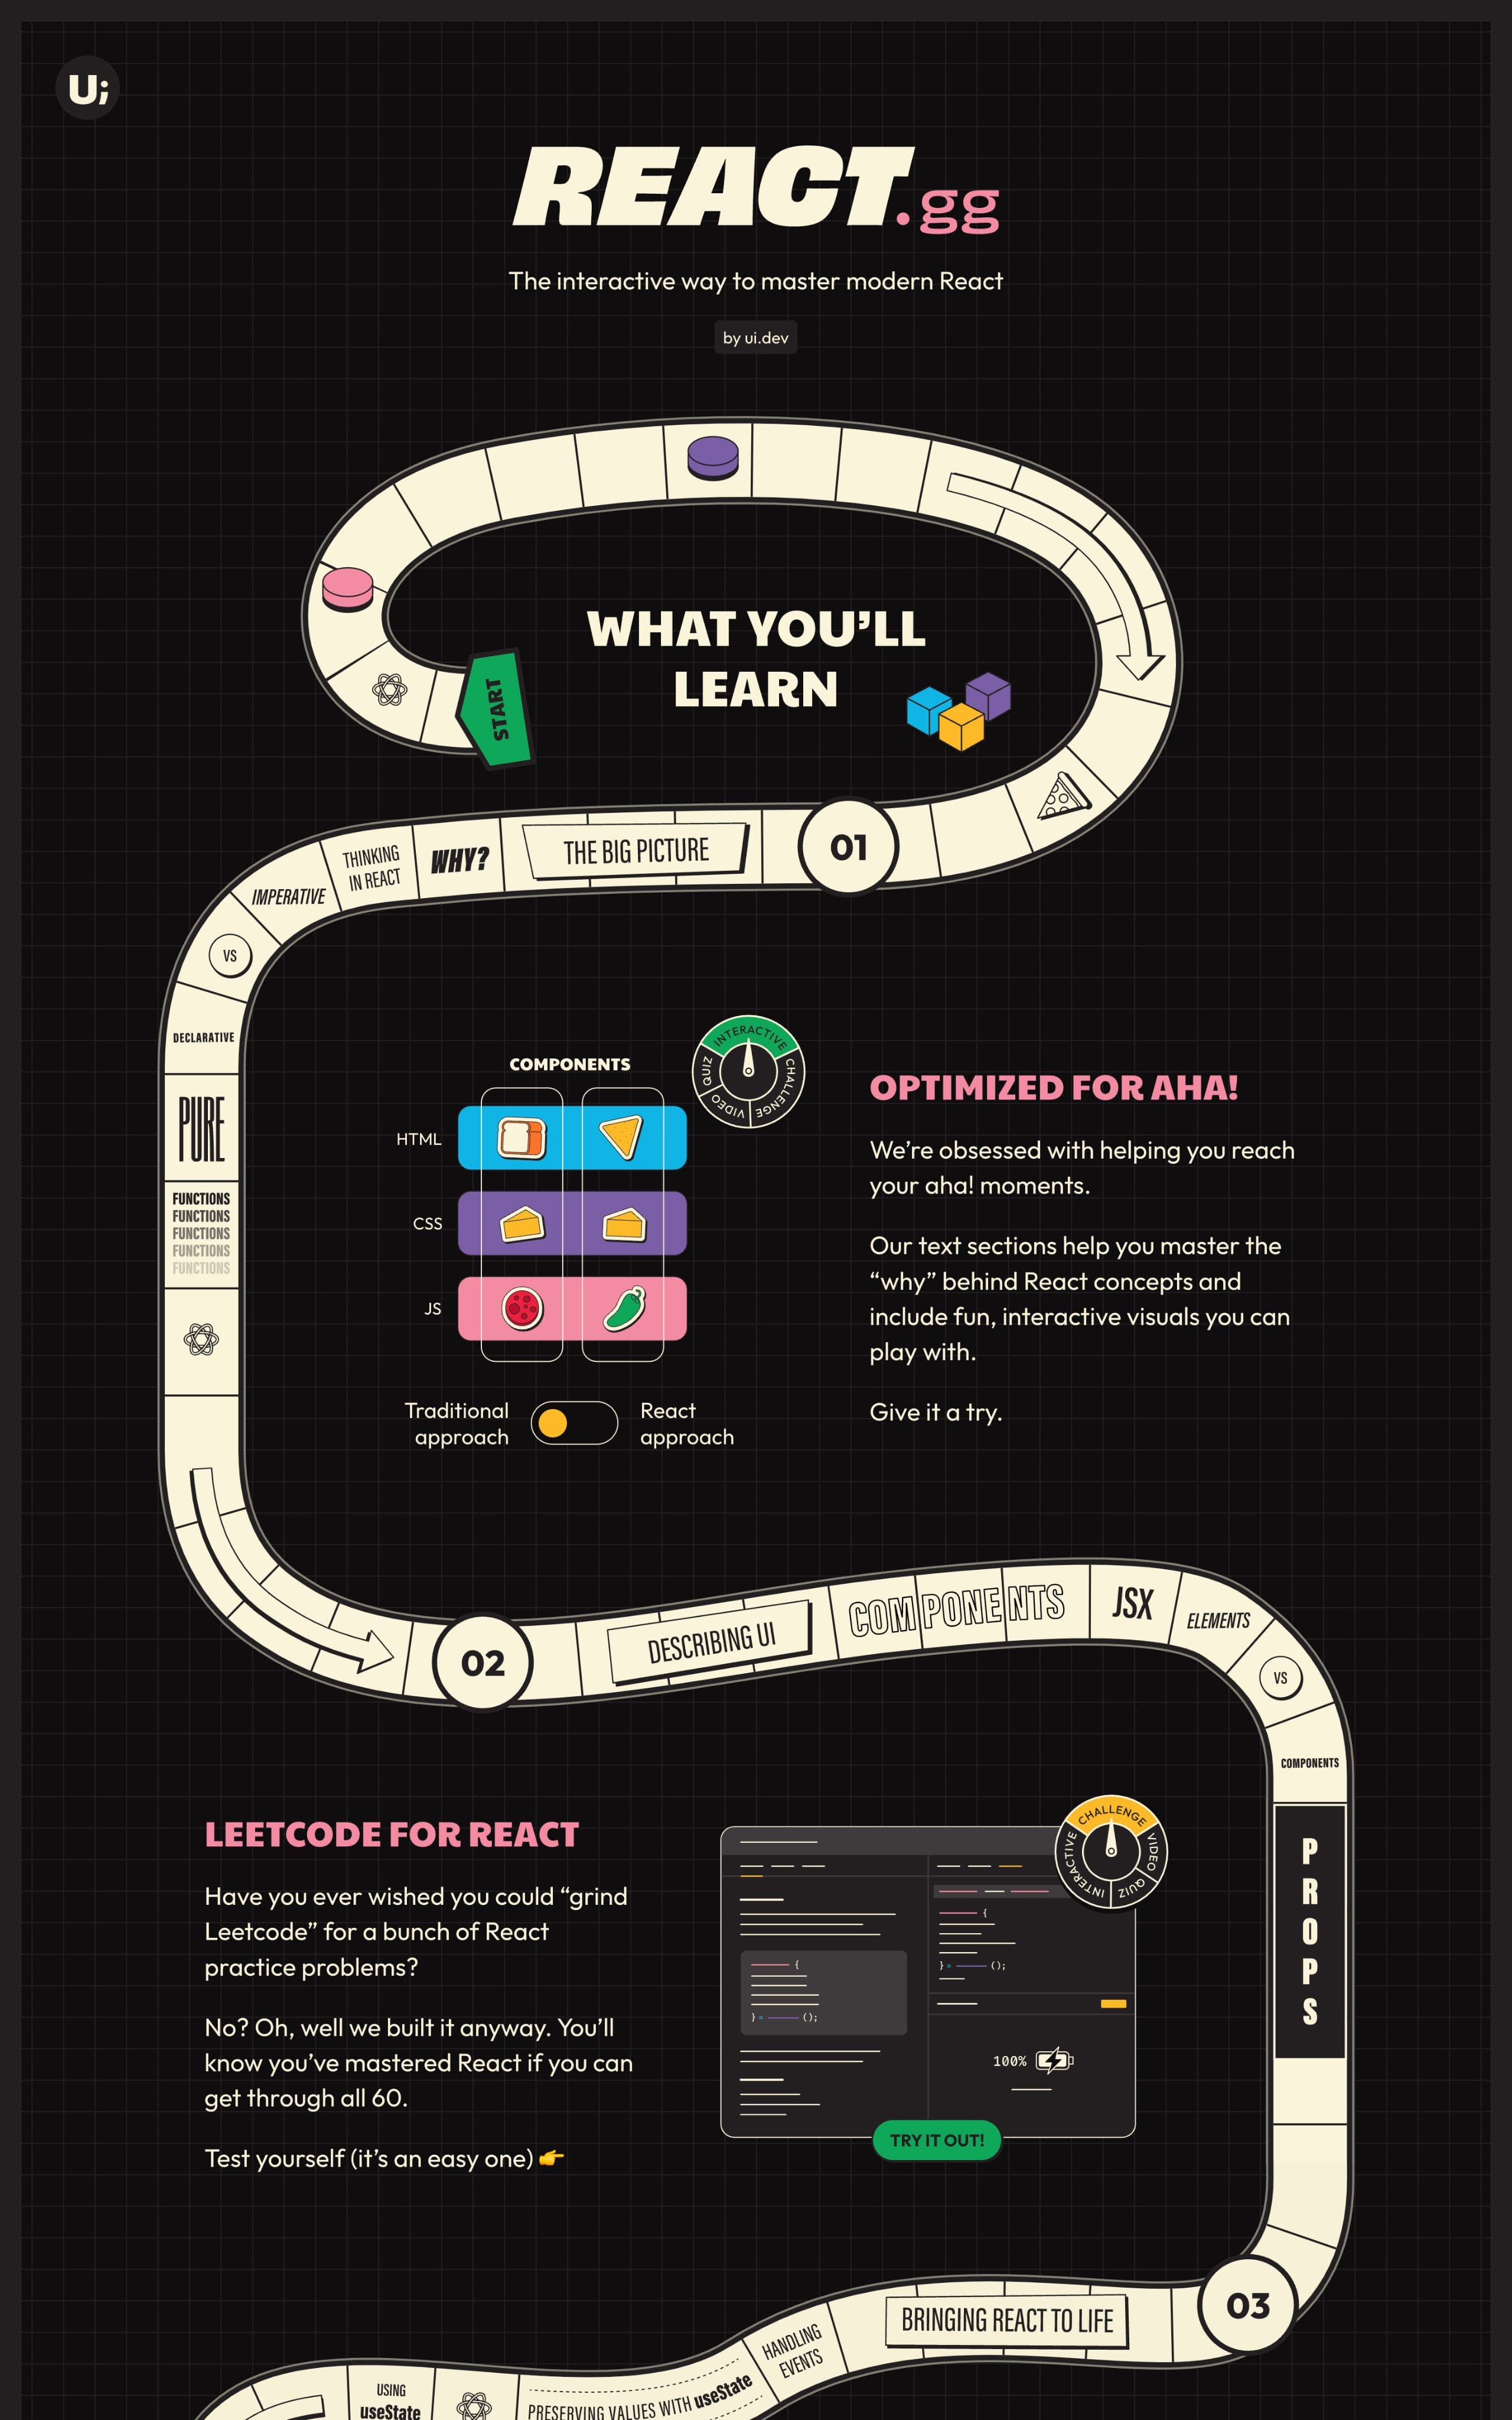 U;
REACT.gg
The interactive way to master modern React
by ui.dev
WHAT YOU’LL
LEARN
START
01
THE BIG PICTURE
WHY?
THINKING
IN REACT
IMPERATIVE
VS
DECLARATIVE
PURE
FUNCTIONS
FUNCTIONS
FUNCTIONS
FUNCTIONS
FUNCTIONS
COMPONENTS
HTML
CSS
JS
Traditional
approach
React
approach
INTERACTIVE
CHALLENGE
VIDEO
QUIZ
OPTIMIZED FOR AHA!
We’re obsessed with helping you reach
your aha! moments.
Our text sections help you master the
“why” behind React concepts and
include fun, interactive visuals you can
play with.
Give it a try.
02
DESCRIBING UI
COMPONENTS
JSX
ELEMENTS
VS
COMPONENTS
PROPS
LEETCODE FOR REACT
Have you ever wished you could “grind
Leetcode” for a bunch of React
practice problems?
No? Oh, well we built it anyway. You’ll
know you’ve mastered React if you can
get through all 60.
Test yourself (it’s an easy one) 👉
CHALLENGE
VIDEO
QUIZ
INTERACTIVE
{
} = ();
{
} = ();
100%
TRY IT OUT!
03
BRINGING REACT TO LIFE
HANDLING
EVENTS
PRESERVING VALUES WITH useState
USING
useState